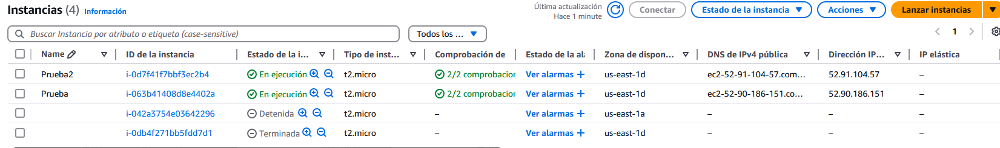 Instancias (4) Información
Última actualización
Hace 1 minute
Conectar
Estado de la instancia
Acciones
Lanzar instancias
Buscar Instancia por atributo o etiqueta (case-sensitive)
Todos los ...
1
Name ID de la instancia Estado de la i... Tipo de inst... Comprobación de Estado de la ala Zona de dispon... DNS de IPv4 pública Dirección IP... IP elástica
Prueba2 i-0d7f41f7bbf3ec2b4 En ejecución t2.micro 2/2 comprobacion Ver alarmas + us-east-1d ec2-52-91-104-57.com... 52.91.104.57 –
Prueba i-063b41408d8e4402a En ejecución t2.micro 2/2 comprobacion Ver alarmas + us-east-1d ec2-52-90-186-151.co... 52.90.186.151 –
i-042a3754e03642296 Detenida t2.micro – Ver alarmas + us-east-1a – – –
i-0db4f271bb5fdd7d1 Terminada t2.micro – Ver alarmas + us-east-1d – – –